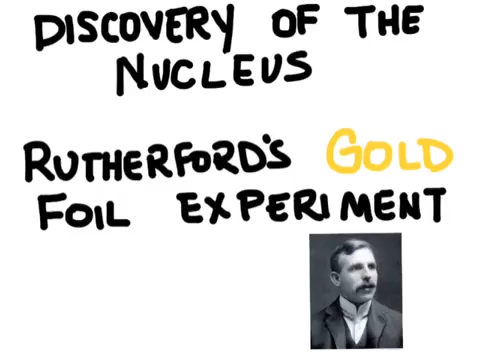 DISCOVERY OF THE
NUCLEUS
RUTHERFORD'S GOLD
FOIL EXPERIMENT